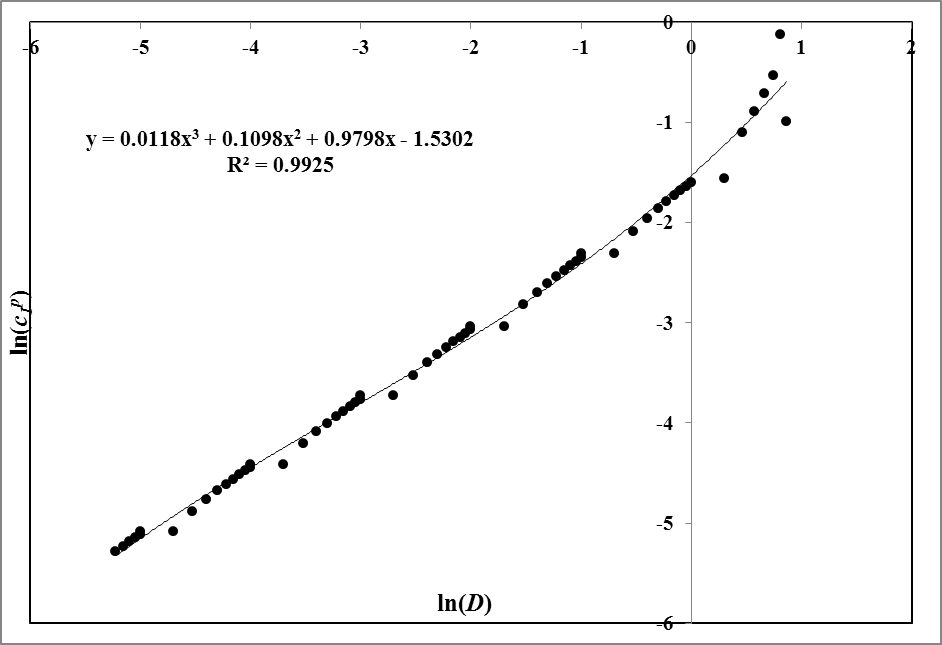 0
-6 -5 -4 -3 -2 -1 0 1 2
y = 0.0118x³ + 0.1098x² + 0.9798x - 1.5302
R² = 0.9925
-1
-2
ln(c₁ᵖ)
-3
-4
-5
ln(D)
-6